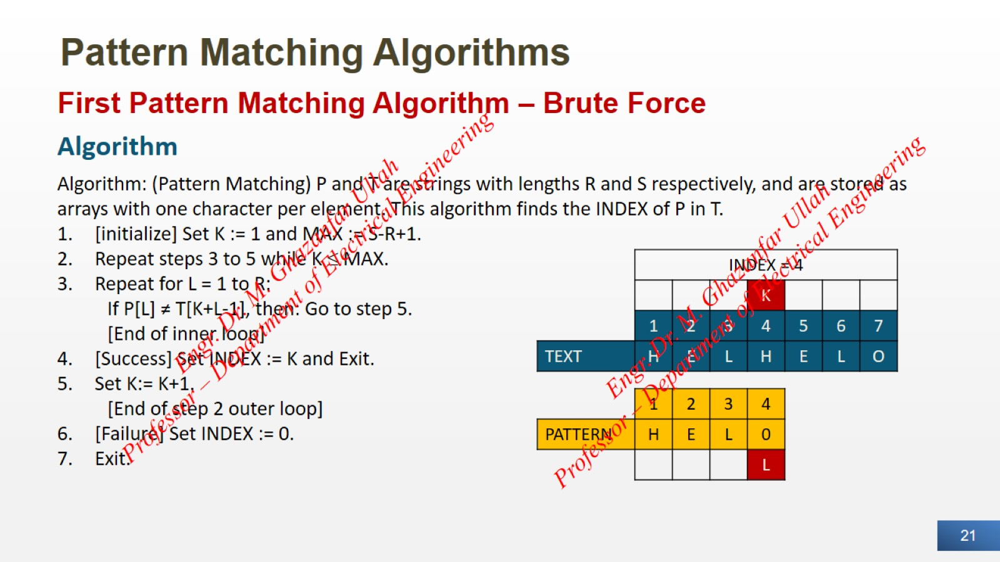 Pattern Matching Algorithms
First Pattern Matching Algorithm – Brute Force
Algorithm
Algorithm: (Pattern Matching) P and T are strings with lengths R and S respectively, and are stored as
arrays with one character per element. This algorithm finds the INDEX of P in T.
1. [initialize] Set K := 1 and MAX := S-R+1.
2. Repeat steps 3 to 5 while K ≤ MAX.
3. Repeat for L = 1 to R:
If P[L] ≠ T[K+L-1], then: Go to step 5.
[End of inner loop]
4. [Success] Set INDEX := K and Exit.
5. Set K:= K+1.
[End of step 2 outer loop]
6. [Failure] Set INDEX := 0.
7. Exit.
INDEX = 4
K
1 2 3 4 5 6 7
TEXT H E L H E L O
1 2 3 4
PATTERN H E L 0
L
Engr. Dr. M. Ghazanfar Ullah
Professor – Department of Electrical Engineering
Engr. Dr. M. Ghazanfar Ullah
Professor – Department of Electrical Engineering
21